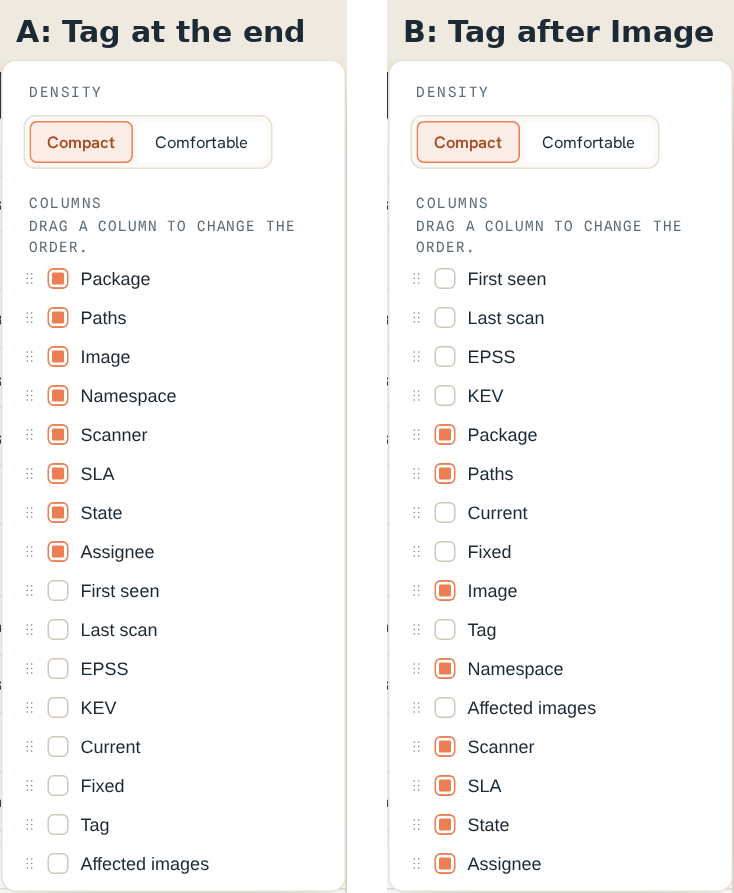 A: Tag at the end
DENSITY
Compact
Comfortable
COLUMNS
DRAG A COLUMN TO CHANGE THE
ORDER.
Package
Paths
Image
Namespace
Scanner
SLA
State
Assignee
First seen
Last scan
EPSS
KEV
Current
Fixed
Tag
Affected images
B: Tag after Image
DENSITY
Compact
Comfortable
COLUMNS
DRAG A COLUMN TO CHANGE THE
ORDER.
First seen
Last scan
EPSS
KEV
Package
Paths
Current
Fixed
Image
Tag
Namespace
Affected images
Scanner
SLA
State
Assignee